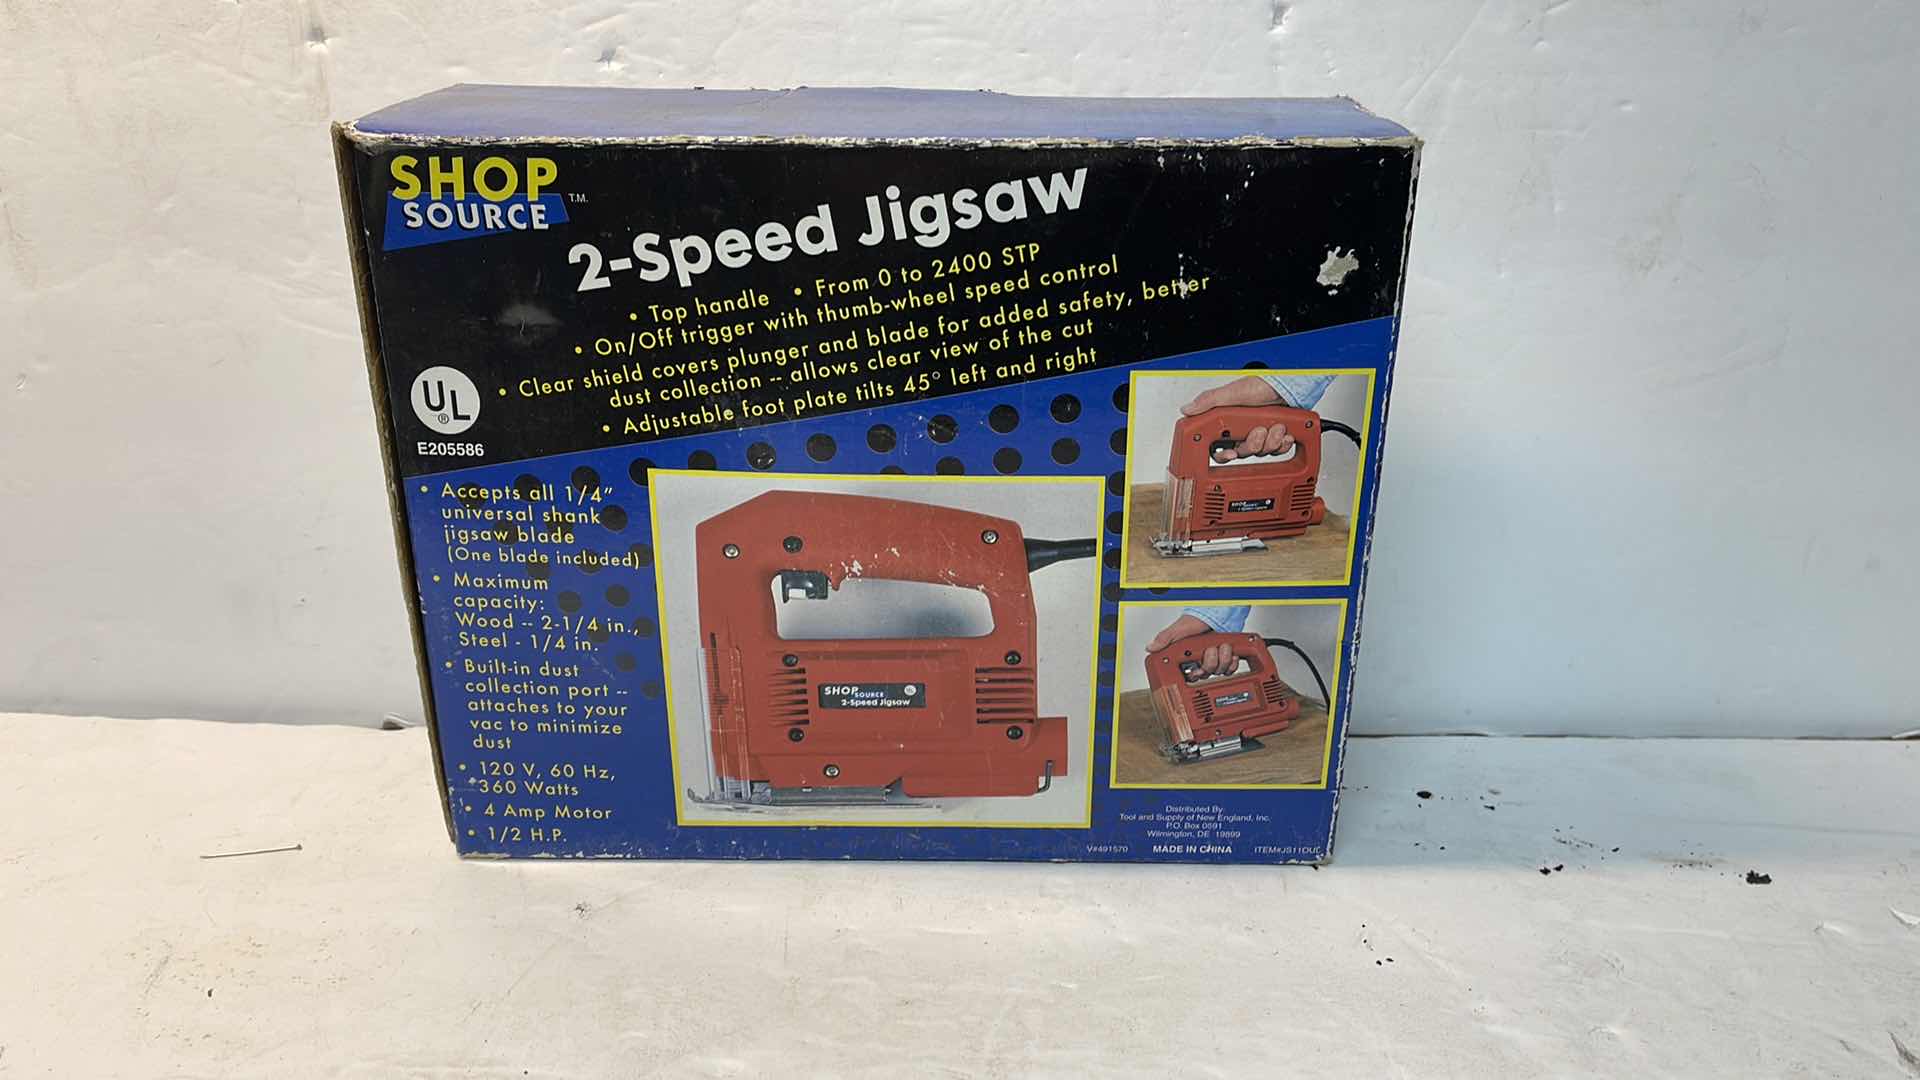 SHOP
SOURCE
T.M.
2-Speed Jigsaw
• Top handle • From 0 to 2400 STP
• On/Off trigger with thumb-wheel speed control
• Clear shield covers plunger and blade for added safety, better
dust collection -- allows clear view of the cut
• Adjustable foot plate tilts 45° left and right
UL
®
E205586
• Accepts all 1/4"
universal shank
jigsaw blade
(One blade included)
• Maximum
capacity:
Wood -- 2-1/4 in.,
Steel - 1/4 in.
• Built-in dust
collection port --
attaches to your
vac to minimize
dust
• 120 V, 60 Hz,
360 Watts
• 4 Amp Motor
• 1/2 H.P.
SHOP
SOURCE
2-Speed Jigsaw
SHOP
Distributed By:
Tool and Supply of New England, Inc.
P.O. Box 0691
Wilmington, DE 19899
V#491570
MADE IN CHINA